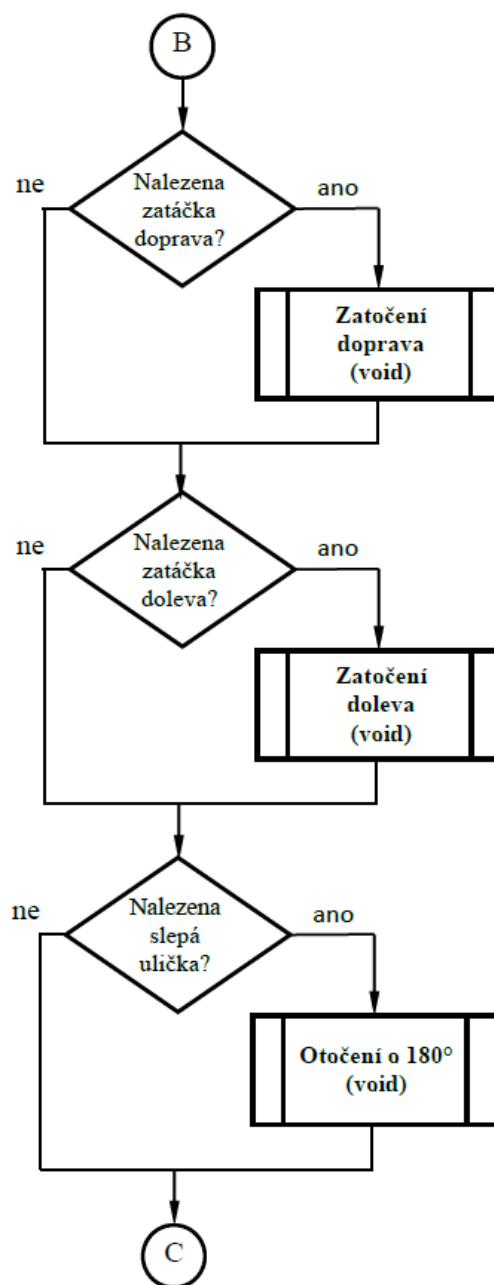 B
Nalezena
zatáčka
doprava?
ne
ano
Zatočení
doprava
(void)
Nalezena
zatáčka
doleva?
ne
ano
Zatočení
doleva
(void)
Nalezena
slepá
ulička?
ne
ano
Otočení o 180°
(void)
C